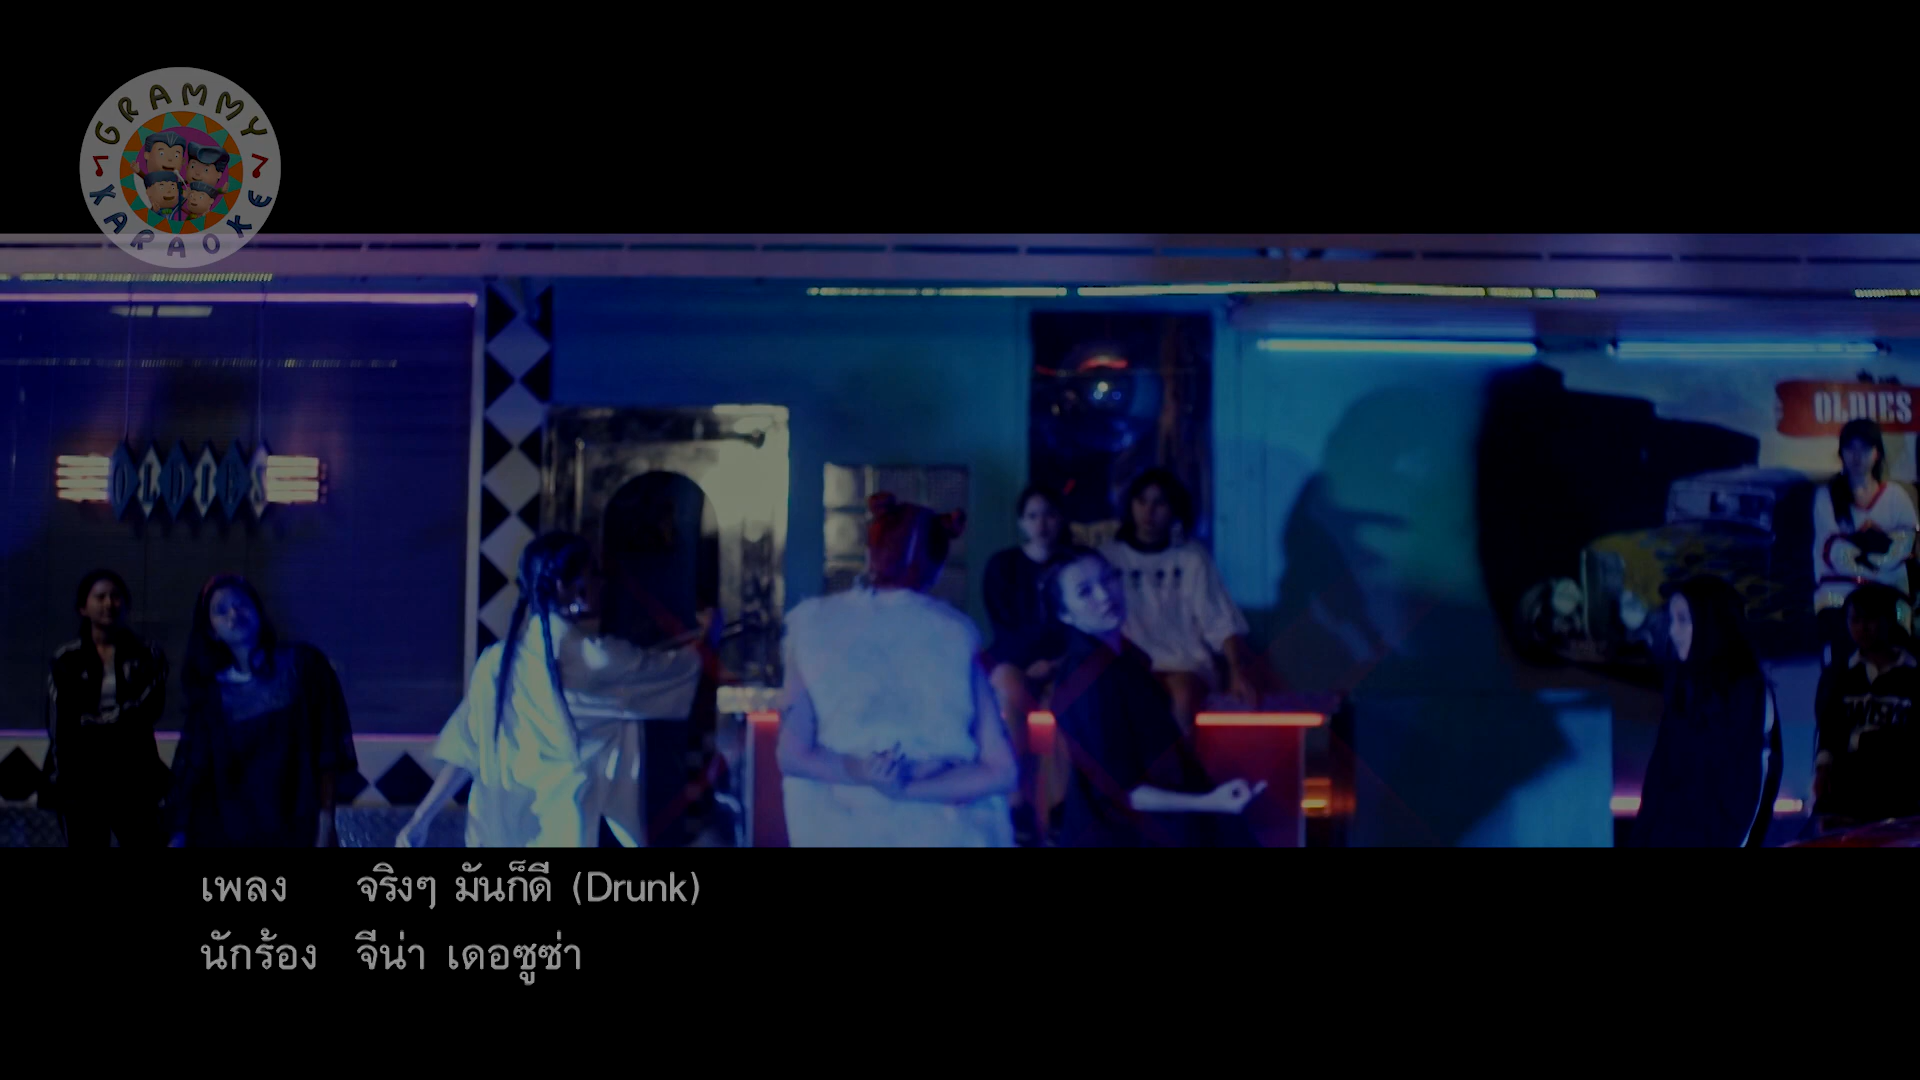 GRAMMY
KARAOKE
OLDIES
OLDIES
เพลง จริงๆ มันก็ดี (Drunk)
นักร้อง จีน่า เดอซูซ่า